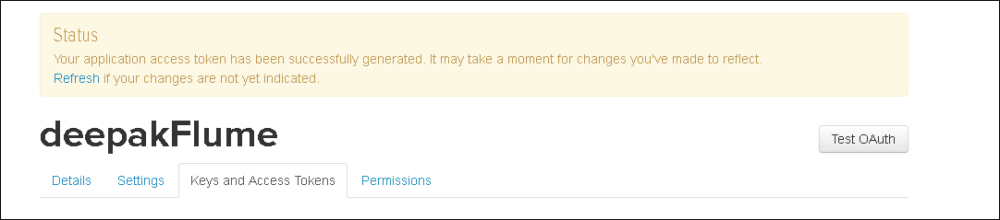 Status
Your application access token has been successfully generated. It may take a moment for changes you've made to reflect.
Refresh if your changes are not yet indicated.
deepakFlume
Test OAuth
Details Settings Keys and Access Tokens Permissions